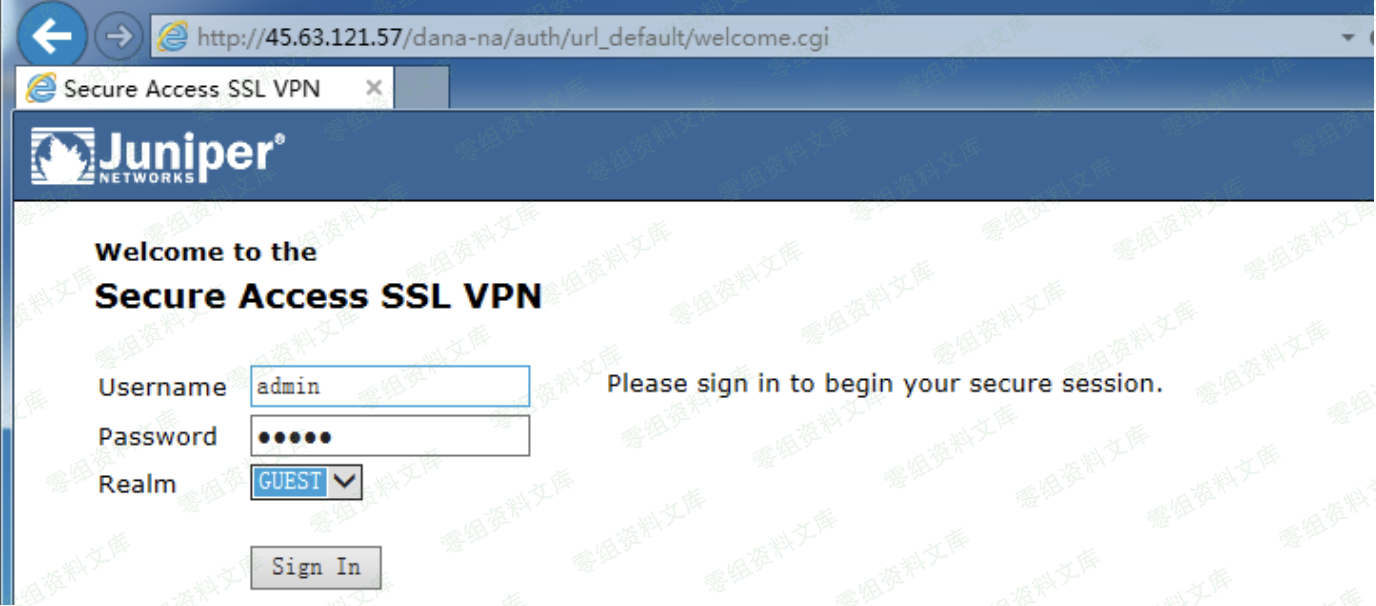 http://45.63.121.57/dana-na/auth/url_default/welcome.cgi
Secure Access SSL VPN
Juniper®
NETWORKS
Welcome to the
Secure Access SSL VPN
Username admin
Please sign in to begin your secure session.
Password •••••
Realm GUEST
Sign In
零组资料文库